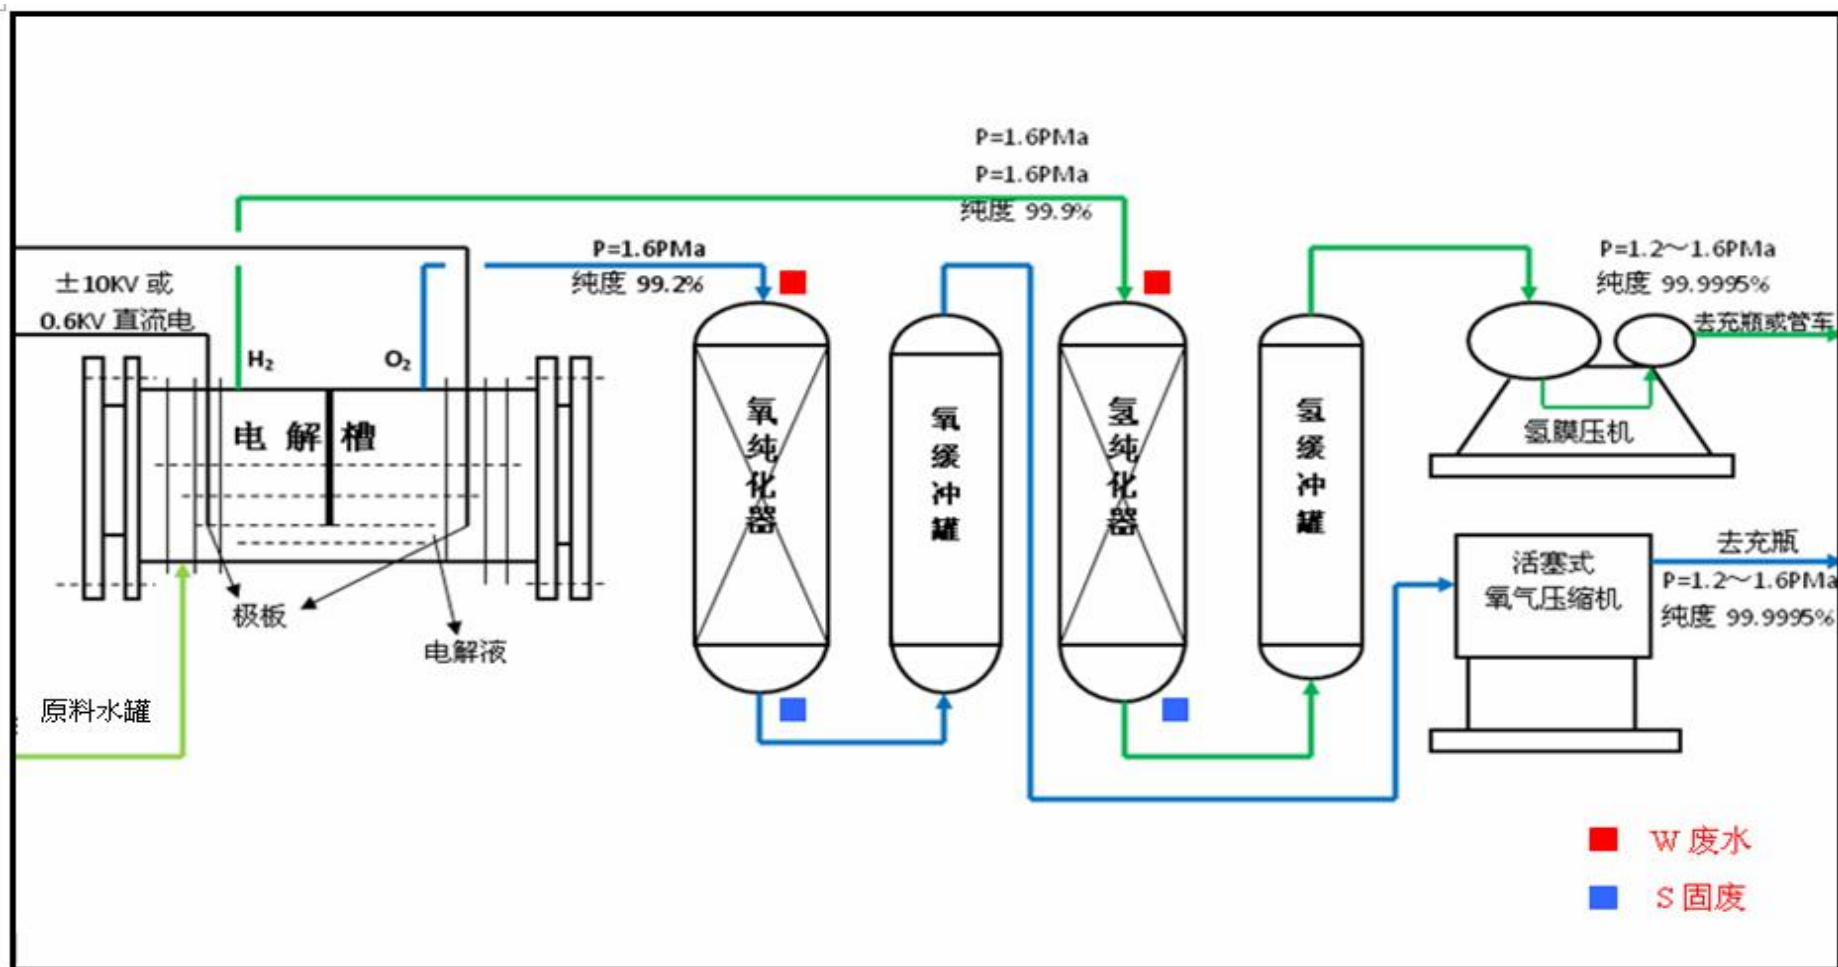 P=1.6PMa
P=1.6PMa
纯度 99.9%
P=1.6PMa
纯度 99.2%
P=1.2～1.6PMa
纯度 99.9995%
±10KV 或
0.6KV 直流电
去充瓶或管车
H₂
O₂
电 解 槽
氧纯化器
氧缓冲罐
氢纯化器
氢缓冲罐
氢膜压机
活塞式
氧气压缩机
去充瓶
P=1.2～1.6PMa
纯度 99.9995%
极板
电解液
原料水罐
W 废水
S 固废